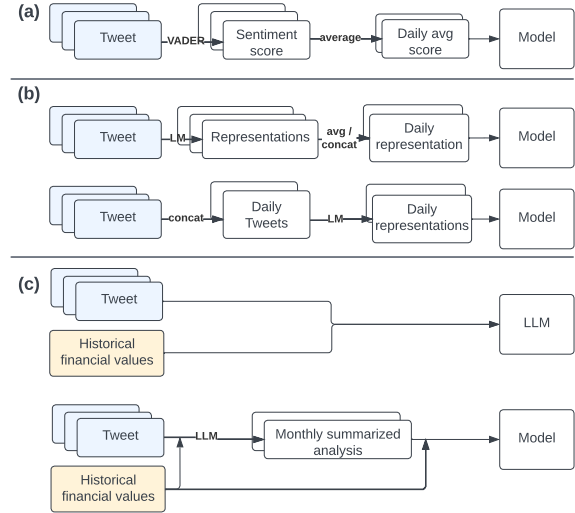 (a)
Tweet
VADER
Sentiment
score
average
Daily avg
score
Model
(b)
Tweet
LM
Representations
avg /
concat
Daily
representation
Model
Tweet
concat
Daily
Tweets
LM
Daily
representations
Model
(c)
Tweet
Historical
financial values
LLM
Tweet
LLM
Monthly summarized
analysis
Model
Historical
financial values